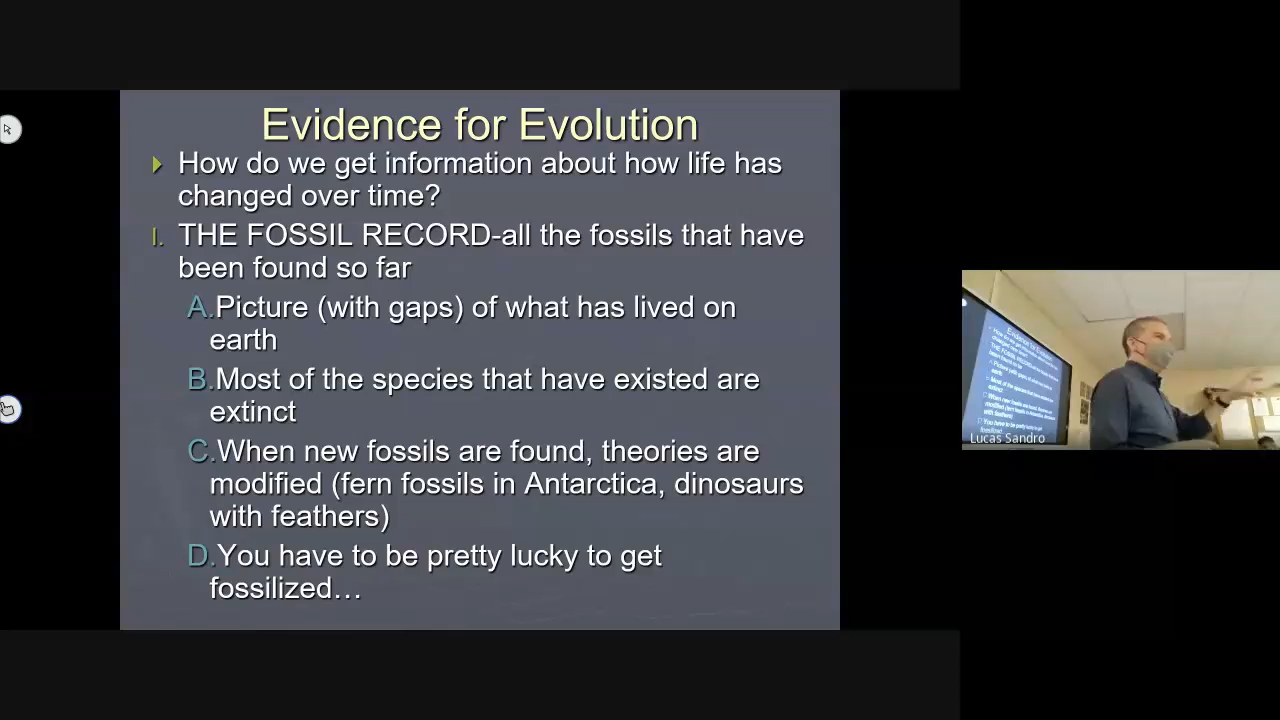 Evidence for Evolution
How do we get information about how life has
changed over time?
I. THE FOSSIL RECORD-all the fossils that have
been found so far
A.Picture (with gaps) of what has lived on
earth
B.Most of the species that have existed are
extinct
C.When new fossils are found, theories are
modified (fern fossils in Antarctica, dinosaurs
with feathers)
D.You have to be pretty lucky to get
fossilized…
Evidence for Evolution
Lucas Sandro